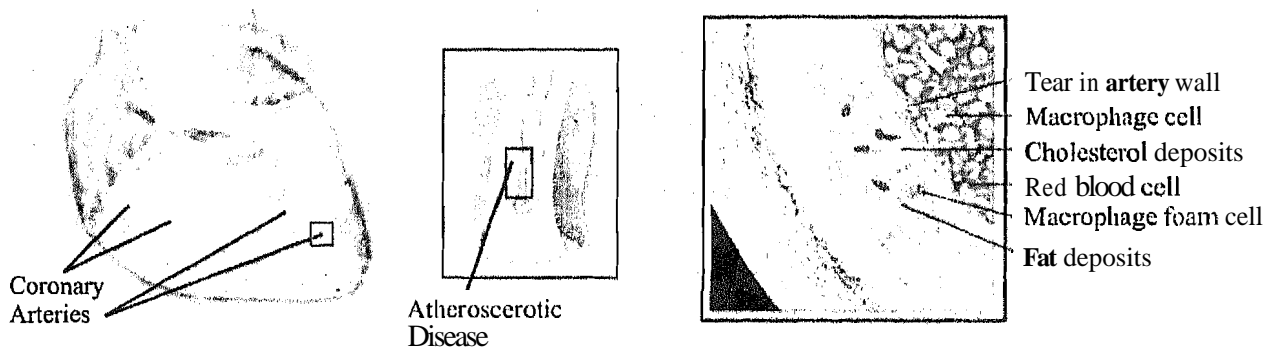 Coronary
Arteries
Atheroscerotic
Disease
Tear in artery wall
Macrophage cell
Cholesterol deposits
Red blood cell
Macrophage foam cell
Fat deposits